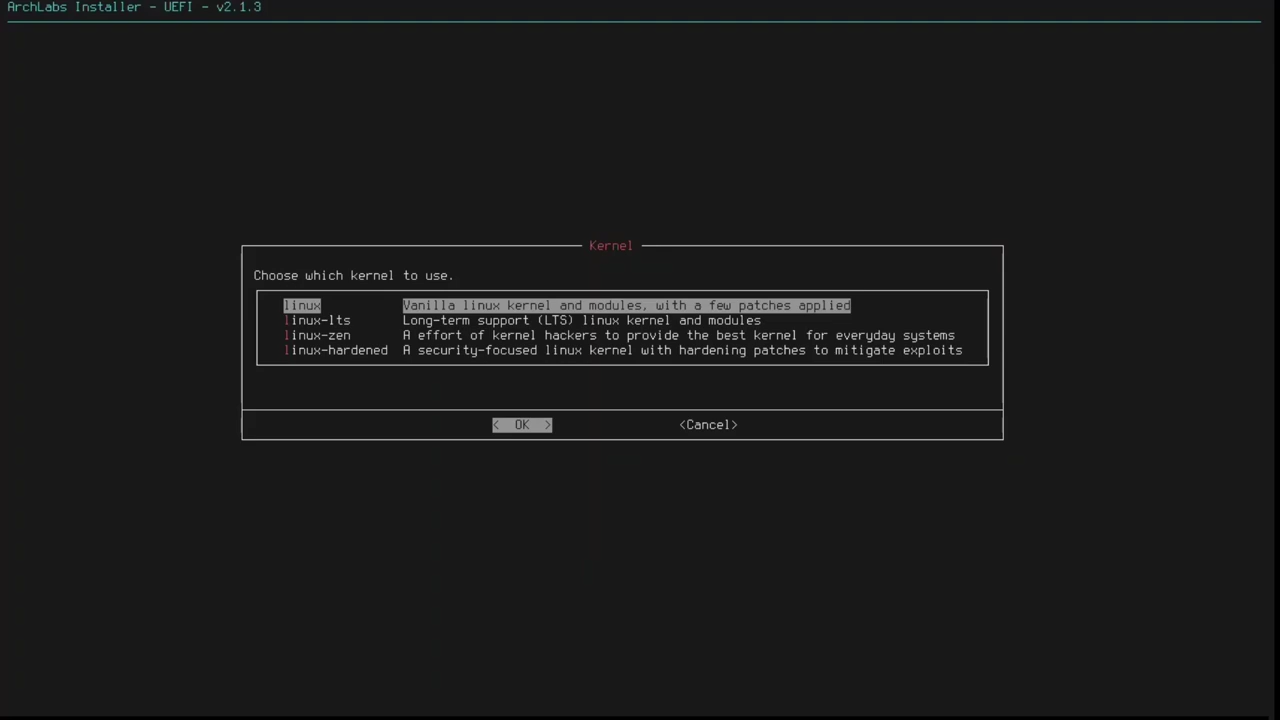 ArchLabs Installer - UEFI - v2.1.3
Kernel
Choose which kernel to use.
linux Vanilla linux kernel and modules, with a few patches applied
linux-lts Long-term support (LTS) linux kernel and modules
linux-zen A effort of kernel hackers to provide the best kernel for everyday systems
linux-hardened A security-focused linux kernel with hardening patches to mitigate exploits
< OK > <Cancel>